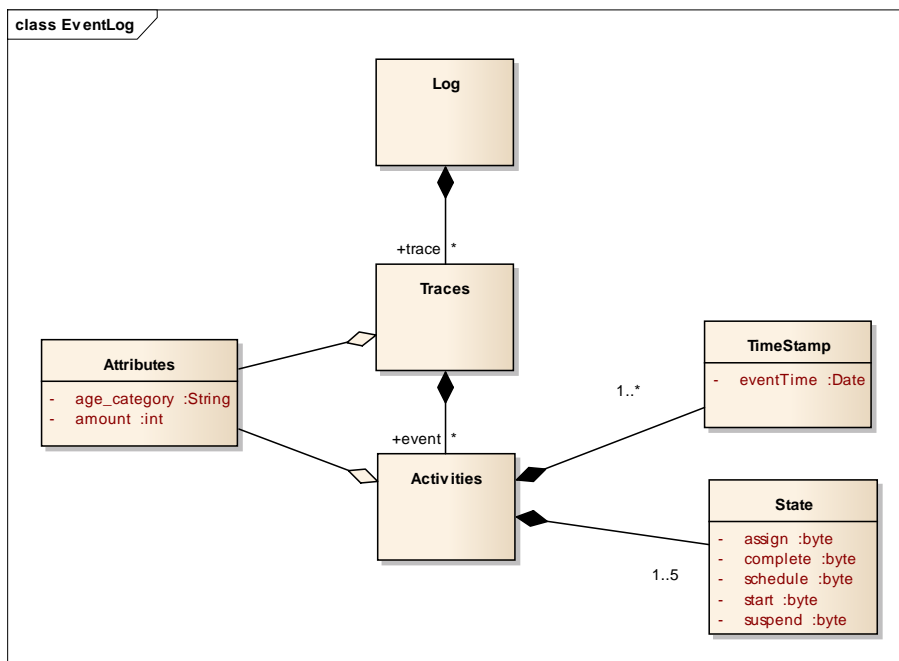 class EventLog
Log
+trace *
Traces
Attributes
- age_category :String
- amount :int
TimeStamp
- eventTime :Date
1..*
+event *
Activities
State
- assign :byte
- complete :byte
- schedule :byte
- start :byte
- suspend :byte
1..5